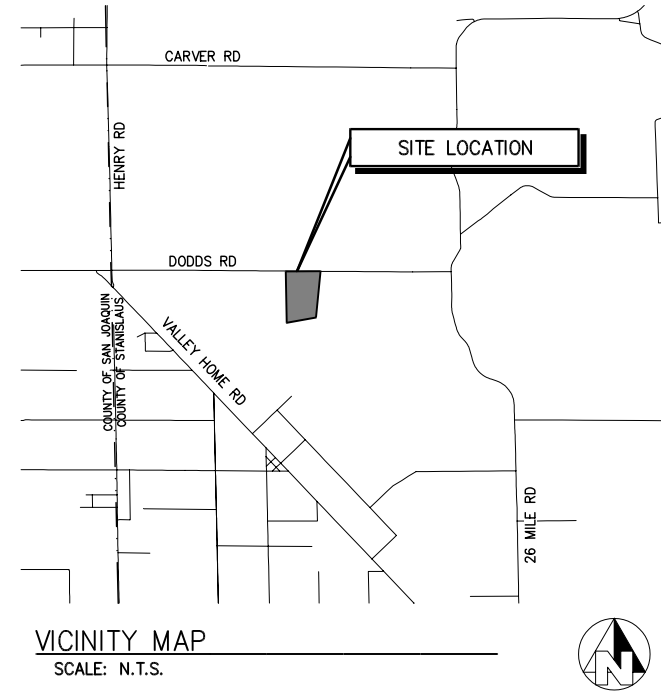 CARVER RD
HENRY RD
SITE LOCATION
DODDS RD
COUNTY OF SAN JOAQUIN
COUNTY OF STANISLAUS
VALLEY HOME RD
26 MILE RD
VICINITY MAP
SCALE: N.T.S.
N